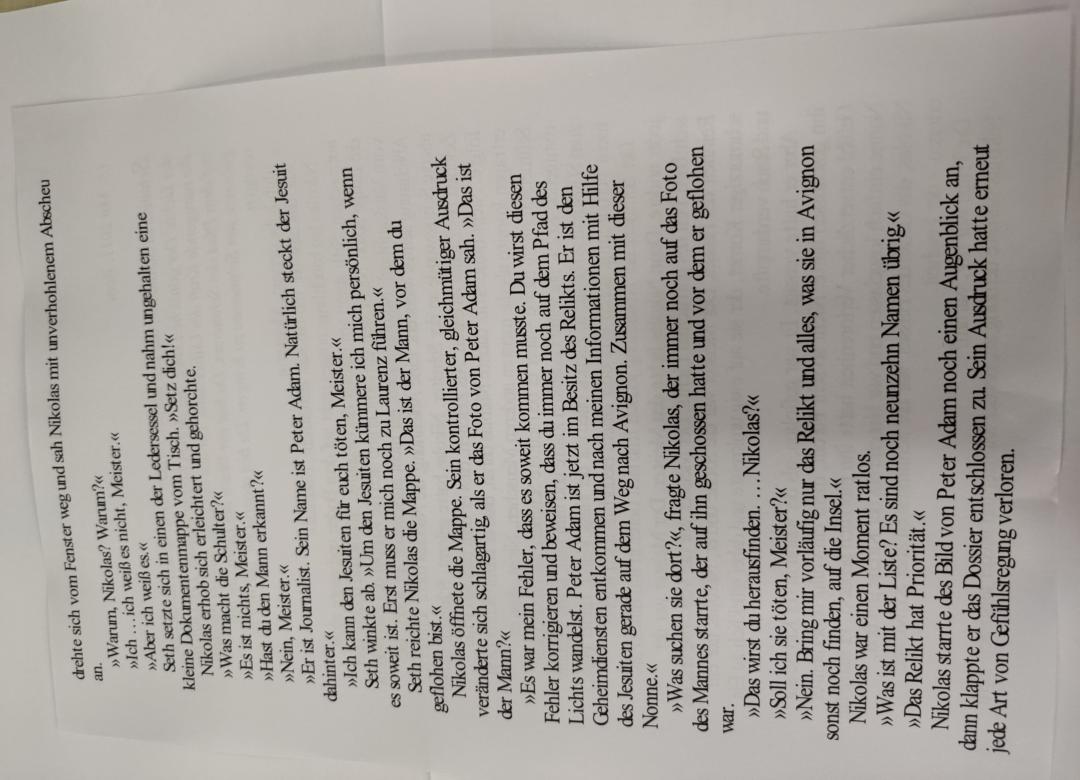 drehte sich vom Fenster weg und sah Nikolas mit unverhohlenem Abscheu
an.
»Warum, Nikolas? Warum?«
»Ich … ich weiß es nicht, Meister.«
»Aber ich weiß es.«
Seth setzte sich in einen der Ledersessel und nahm ungehalten eine
kleine Dokumentenmappe vom Tisch. »Setz dich!«
Nikolas erhob sich erleichtert und gehorchte.
»Was macht die Schulter?«
»Es ist nichts, Meister.«
»Hast du den Mann erkannt?«
»Nein, Meister.«
»Er ist Journalist. Sein Name ist Peter Adam. Natürlich steckt der Jesuit
dahinter.«
»Ich kann den Jesuiten für euch töten, Meister.«
Seth winkte ab »Um den Jesuiten kümmere ich mich persönlich, wenn
es soweit ist. Erst muss er mich noch zu Laurenz führen.«
Seth reichte Nikolas die Mappe. »Das ist der Mann, vor dem du
geflohen bist.«
Nikolas öffnete die Mappe. Sein kontrollierter, gleichmütiger Ausdruck
veränderte sich schlagartig als er das Foto von Peter Adam sah. »Das ist
der Mann?«
»Es war mein Fehler, dass es soweit kommen musste. Du wirst diesen
Fehler korrigieren und beweisen, dass du immer noch auf dem Pfad des
Lichts wandelst. Peter Adam ist jetzt im Besitz des Relikts. Er ist den
Geheimdiensten entkommen und nach meinen Informationen mit Hilfe
des Jesuiten gerade auf dem Weg nach Avignon. Zusammen mit dieser
Nonne.«
»Was suchen sie dort?«, fragte Nikolas, der immer noch auf das Foto
des Mannes starrte, der auf ihn geschossen hatte und vor dem er geflohen
war.
»Das wirst du herausfinden. … Nikolas?«
»Soll ich sie töten, Meister?«
»Nein. Bring mir vorläufig nur das Relikt und alles, was sie in Avignon
sonst noch finden, auf die Insel.«
Nikolas war einen Moment ratlos.
»Was ist mit der Liste? Es sind noch neunzehn Namen übrig.«
»Das Relikt hat Priorität.«
Nikolas starrte des Bild von Peter Adam noch einen Augenblick an,
dann klappte er das Dossier entschlossen zu. Sein Ausdruck hatte erneut
jede Art von Gefühlsregung verloren.